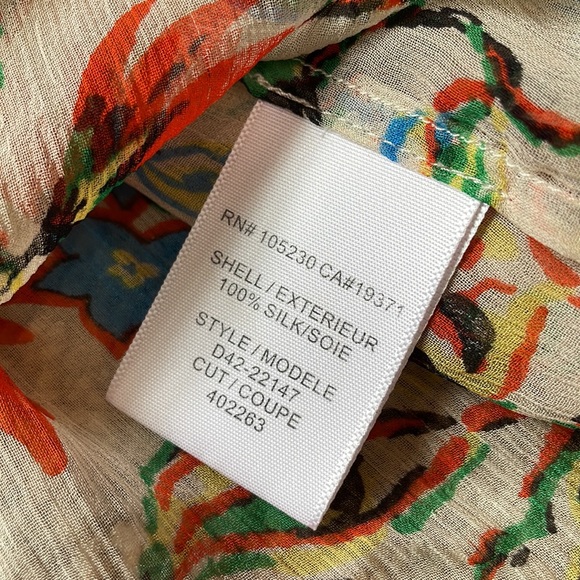 RN# 105230 CA#19371
SHELL / EXTERIEUR
100% SILK/SOIE
STYLE / MODELE
D42-22147
CUT / COUPE
402263